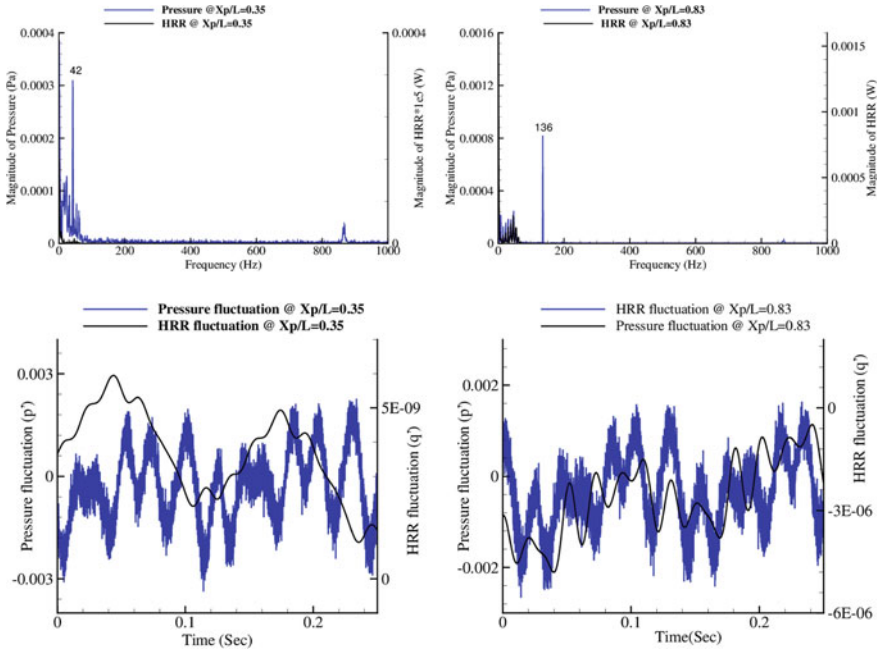 Pressure @Xp/L=0.35
HRR @ Xp/L=0.35
0.0004
0.0003
0.0002
0.0001
0
0.0004
0
42
Magnitude of Pressure (Pa)
Magnitude of HRR*1e5 (W)
0 200 400 600 800 1000
Frequency (Hz)
Pressure @ Xp/L=0.83
HRR @ Xp/L=0.83
0.0016
0.0012
0.0008
0.0004
0
0.0015
0.001
0.0005
0
136
Magnitude of Pressure (Pa)
Magnitude of HRR (W)
0 200 400 600 800 1000
Frequency (Hz)
Pressure fluctuation @ Xp/L=0.35
HRR fluctuation @ Xp/L=0.35
0.003
0
-0.003
5E-09
0
Pressure fluctuation (p')
HRR fluctuation (q')
0 0.1 0.2
Time (Sec)
HRR fluctuation @ Xp/L=0.83
Pressure fluctuation @ Xp/L=0.83
0.002
0
-0.002
0
-3E-06
-6E-06
Pressure fluctuation (p')
HRR fluctuation (q')
0 0.1 0.2
Time(Sec)